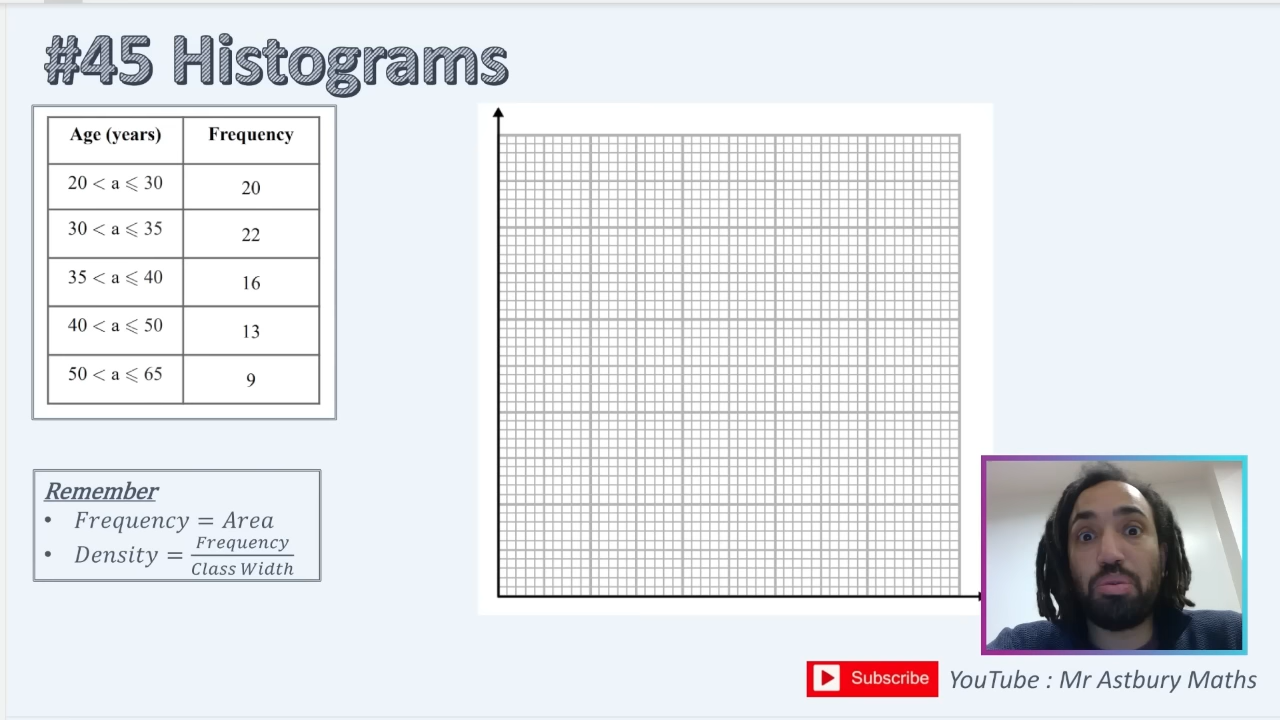 #45 Histograms
Age (years) Frequency
20 < a ⩽ 30 20
30 < a ⩽ 35 22
35 < a ⩽ 40 16
40 < a ⩽ 50 13
50 < a ⩽ 65 9
Remember
• Frequency = Area
• Density = Frequency / Class Width
Subscribe YouTube : Mr Astbury Maths